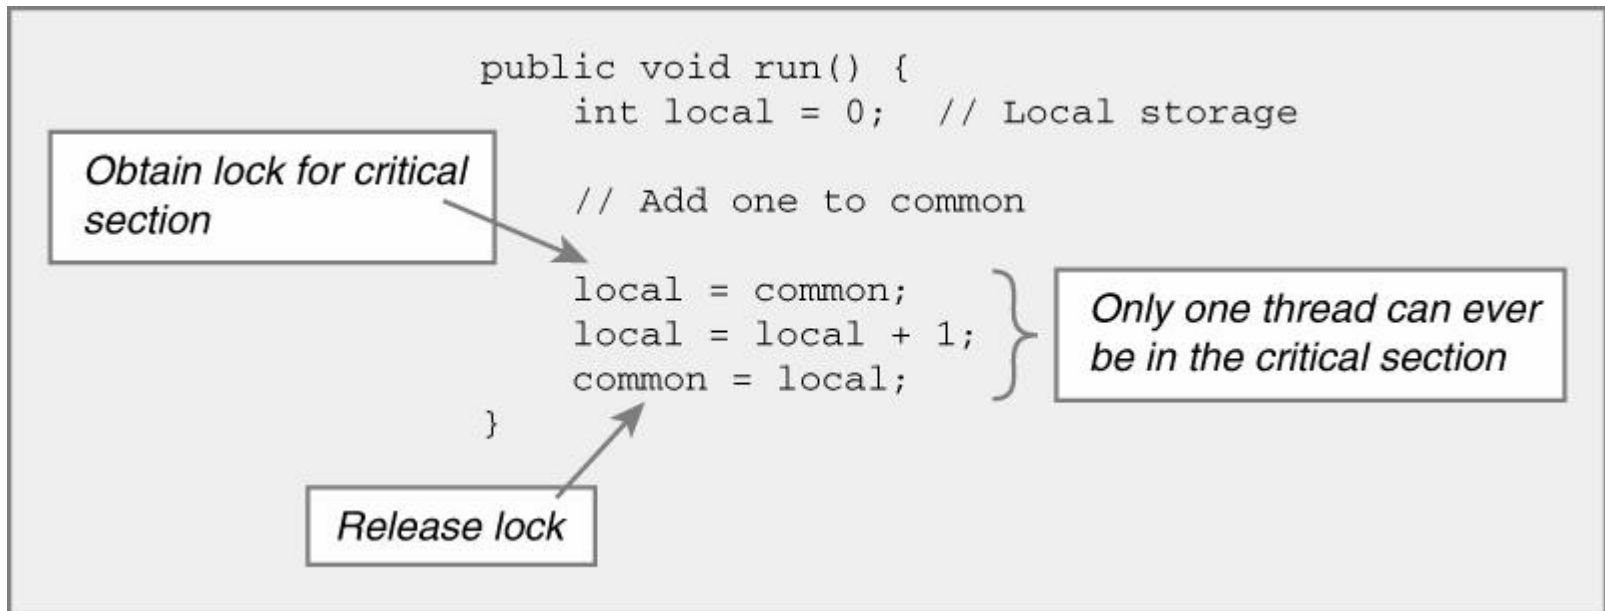 public void run() {
int local = 0;  // Local storage
Obtain lock for critical
section
// Add one to common
local = common;
local = local + 1;
common = local;
Only one thread can ever
be in the critical section
}
Release lock